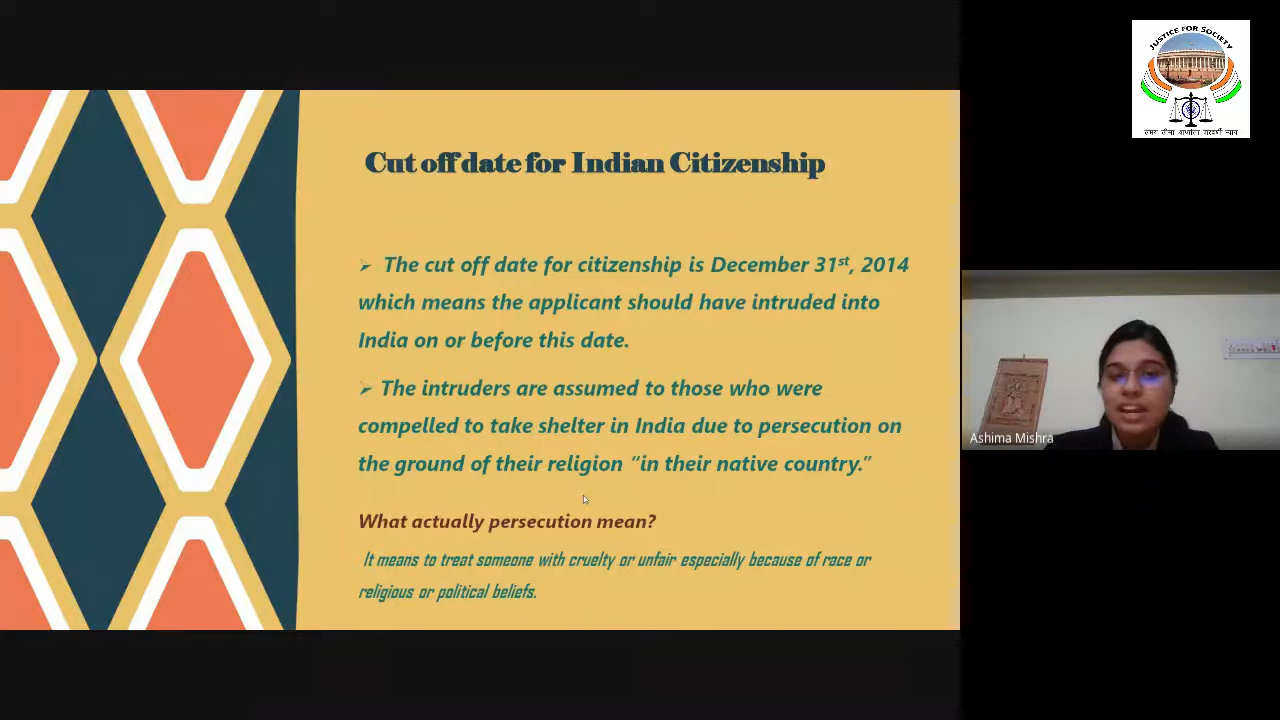 Cut off date for Indian Citizenship
➢ The cut off date for citizenship is December 31st, 2014
which means the applicant should have intruded into
India on or before this date.
➢ The intruders are assumed to those who were
compelled to take shelter in India due to persecution on
the ground of their religion “in their native country.”
What actually persecution mean?
It means to treat someone with cruelty or unfair especially because of race or
religious or political beliefs.
JUSTICE FOR SOCIETY
Ashima Mishra